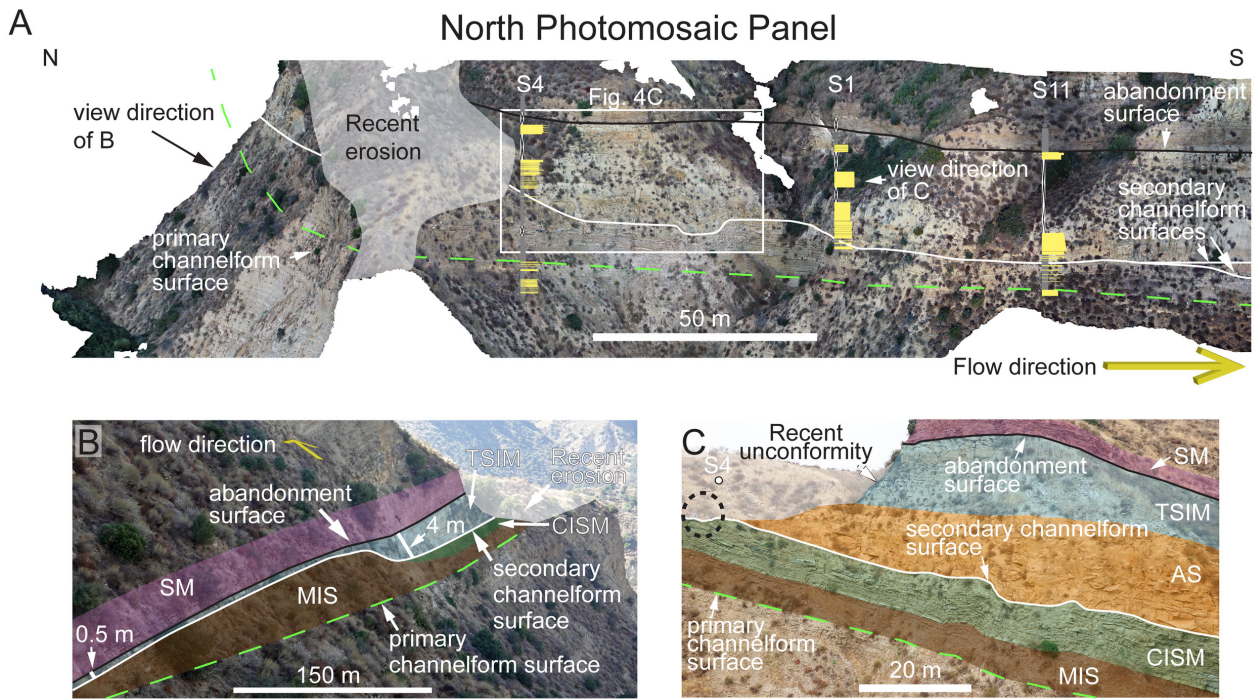 A
North Photomosaic Panel
N
S
view direction
of B
Recent
erosion
S4
Fig. 4C
S1
S11
abandonment
surface
view direction
of C
secondary
channelform
surfaces
primary
channelform
surface
50 m
Flow direction
B
flow direction
TSIM
Recent
erosion
abandonment
surface
4 m
CISM
SM
MIS
secondary
channelform
surface
0.5 m
primary
channelform surface
150 m
C
S4
Recent
unconformity
abandonment
surface
SM
TSIM
secondary channelform
surface
AS
primary
channelform
surface
CISM
MIS
20 m